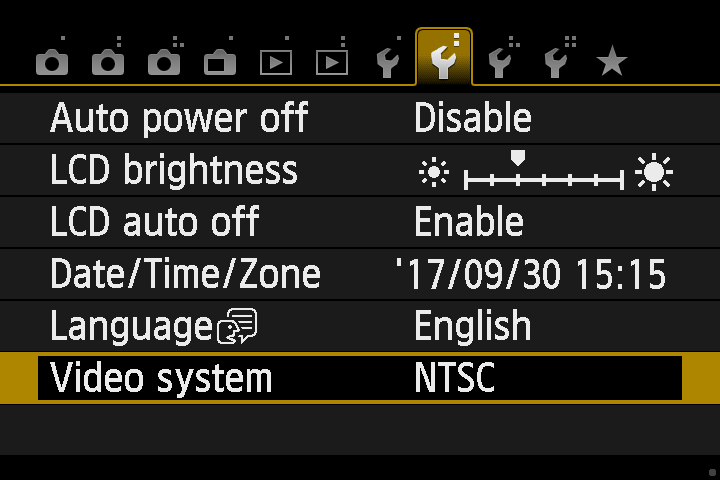 Auto power off Disable
LCD brightness
LCD auto off Enable
Date/Time/Zone '17/09/30 15:15
Language English
Video system NTSC